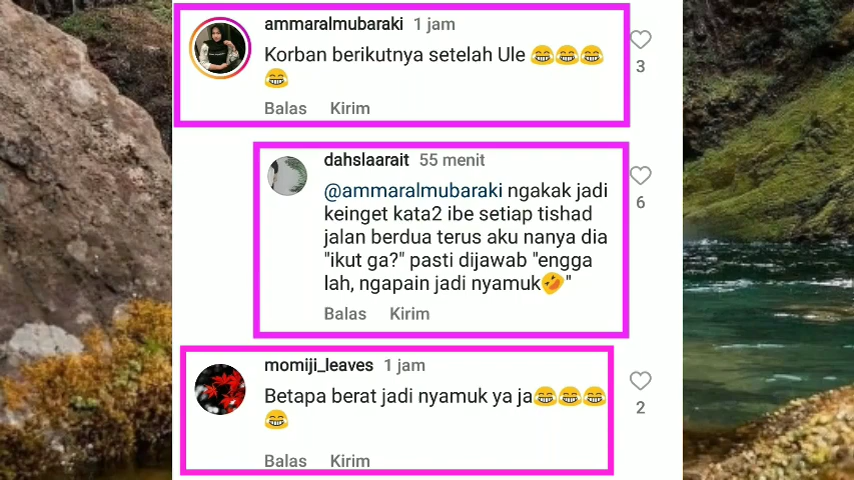 ammaralmubaraki 1 jam
Korban berikutnya setelah Ule 😂😂😂
😂
3
Balas Kirim
dahslaarait 55 menit
@ammaralmubaraki ngakak jadi
keinget kata2 ibe setiap tishad
jalan berdua terus aku nanya dia
"ikut ga?" pasti dijawab "engga
lah, ngapain jadi nyamuk🤣"
6
Balas Kirim
momiji_leaves 1 jam
Betapa berat jadi nyamuk ya ja😂😂😂
😂
2
Balas Kirim